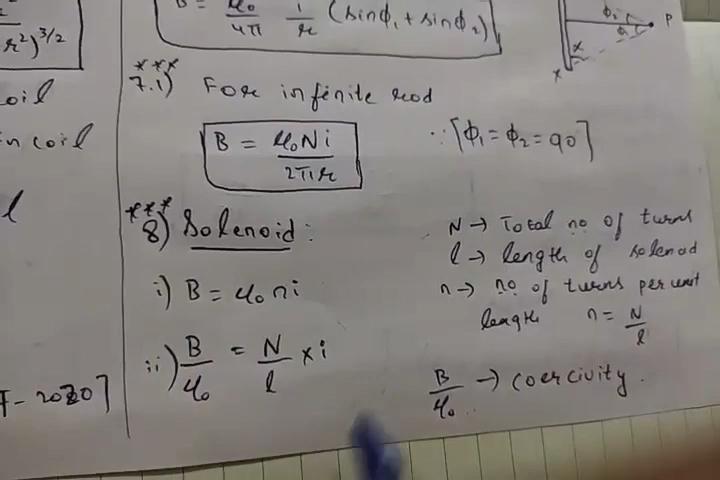 r²)^3/2
oil
n coil
l
F-2020]
B = μ₀/4π 1/r (sinϕ₁ + sinϕ₂)
ϕ₂
P
α
x
***
7.1) For infinite rod
B = μ₀Ni/2πr ∵ [ϕ₁ = ϕ₂ = 90]
***
8) Solenoid:
i) B = μ₀ni
ii) B/μ₀ = N/l × i
N → Total no of turns
l → length of solenod
n → no of turns per unit
length n = N/l
B/μ₀ → coercivity.